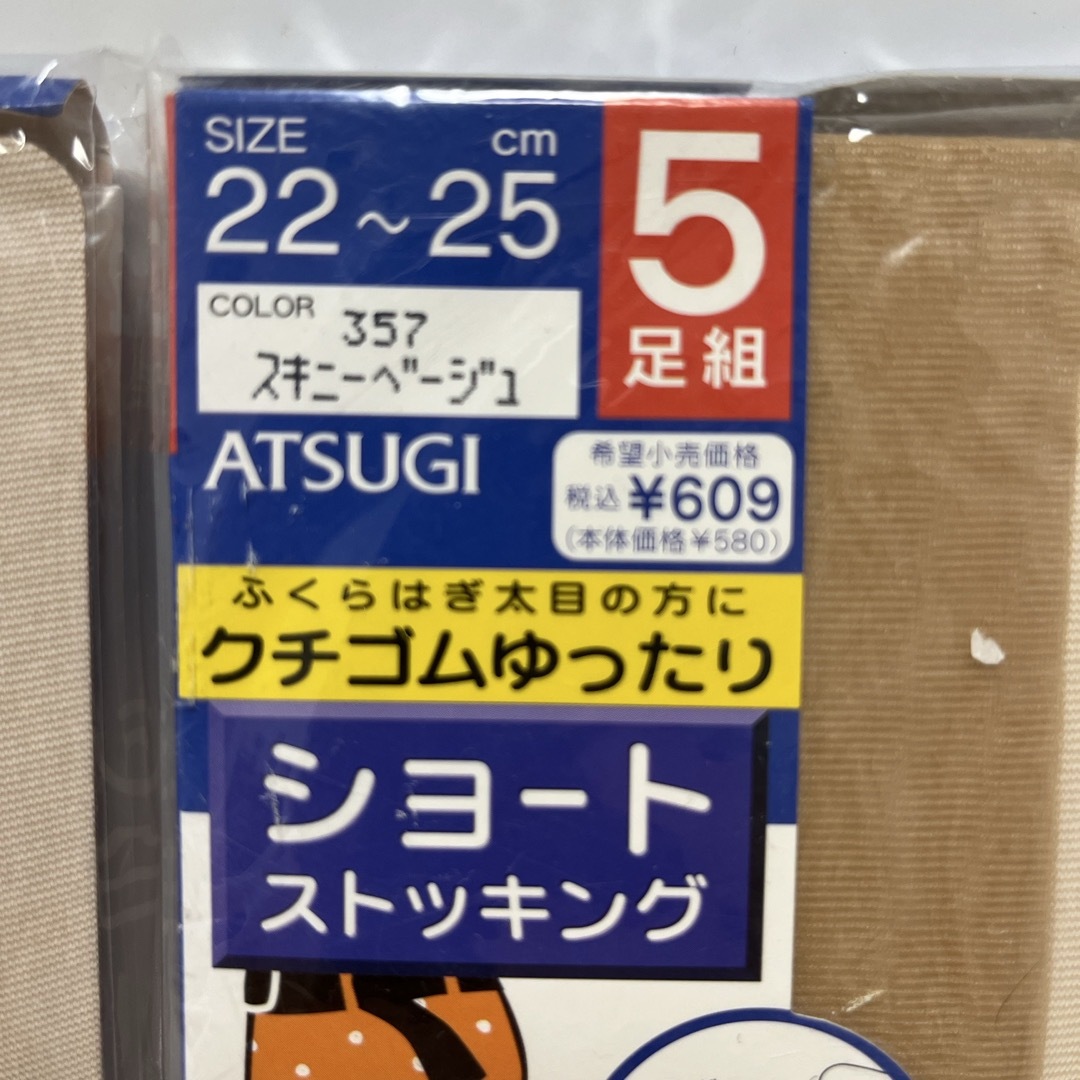 SIZE cm
22~25
5
足組
COLOR 357
スキニーベージュ
ATSUGI
希望小売価格
税込 ¥609
(本体価格¥580)
ふくらはぎ太目の方に
クチゴムゆったり
ショート
ストッキング